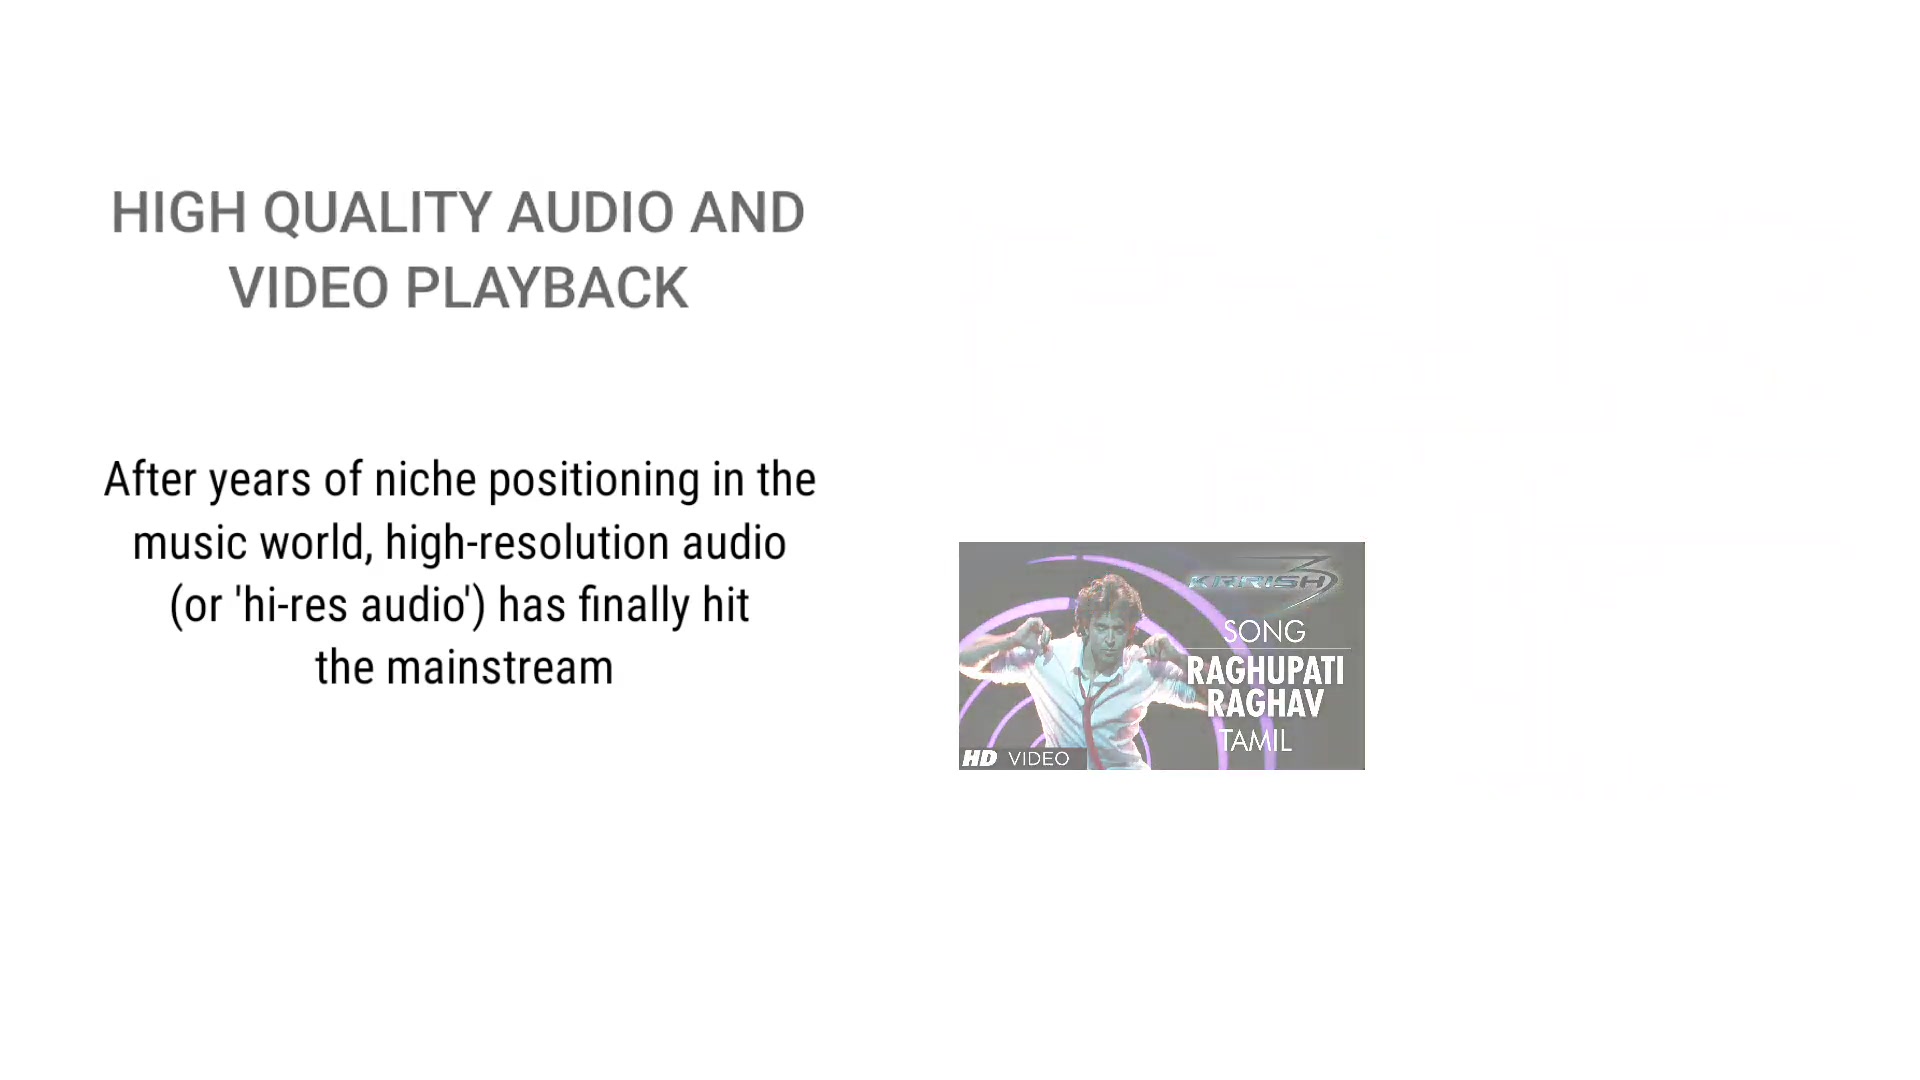 HIGH QUALITY AUDIO AND
VIDEO PLAYBACK
After years of niche positioning in the
music world, high-resolution audio
(or 'hi-res audio') has finally hit
the mainstream
KRRISH 3
SONG
RAGHUPATI
RAGHAV
TAMIL
HD VIDEO